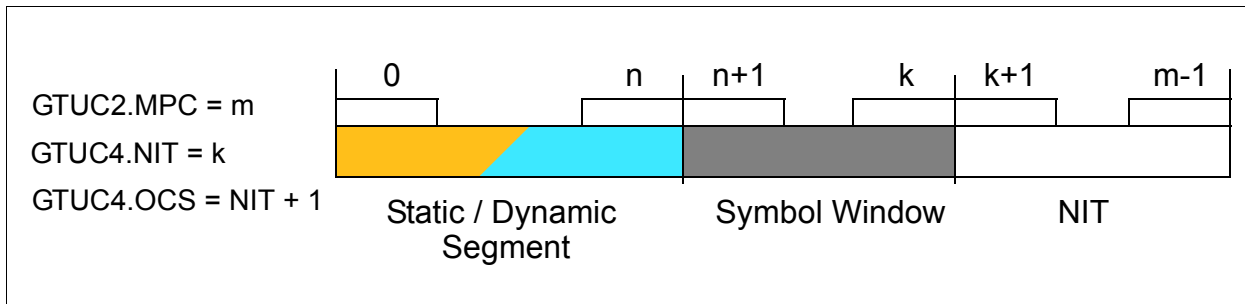 0 n n+1 k k+1 m-1
GTUC2.MPC = m
GTUC4.NIT = k
GTUC4.OCS = NIT + 1
Static / Dynamic Symbol Window NIT
Segment